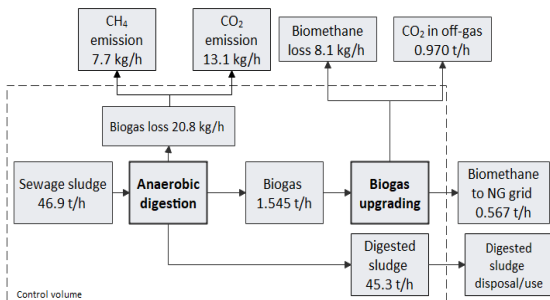 CH₄
emission
7.7 kg/h
CO₂
emission
13.1 kg/h
Biomethane
loss 8.1 kg/h
CO₂ in off-gas
0.970 t/h
Biogas loss 20.8 kg/h
Sewage sludge
46.9 t/h
Anaerobic
digestion
Biogas
1.545 t/h
Biogas
upgrading
Biomethane
to NG grid
0.567 t/h
Digested
sludge
45.3 t/h
Digested
sludge
disposal/use
Control volume